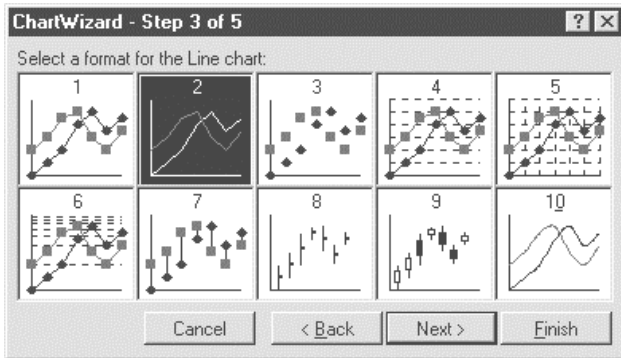 ChartWizard - Step 3 of 5
Select a format for the Line chart:
1 2 3 4 5
6 7 8 9 10
Cancel < Back Next > Finish